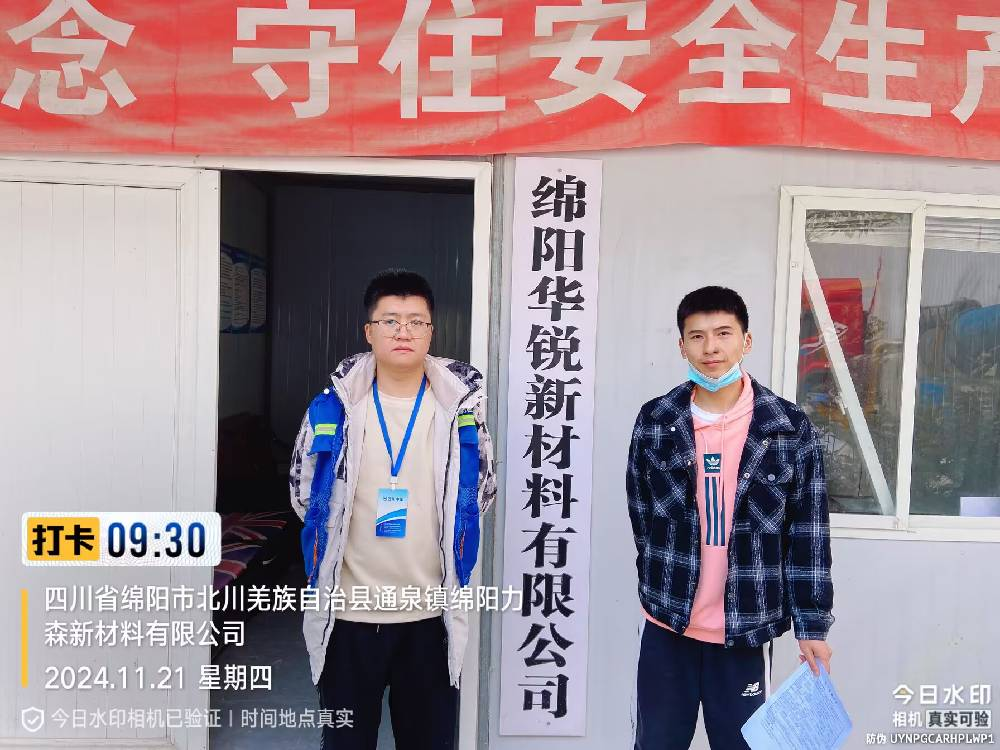 念 守住安全生产
绵阳华锐新材料有限公司
打卡 09:30
四川省绵阳市北川羌族自治县通泉镇绵阳力
森新材料有限公司
2024.11.21 星期四
今日水印相机已验证 | 时间地点真实
今日水印
相机 真实可验
防伪 UYNPGCARHPLWP1